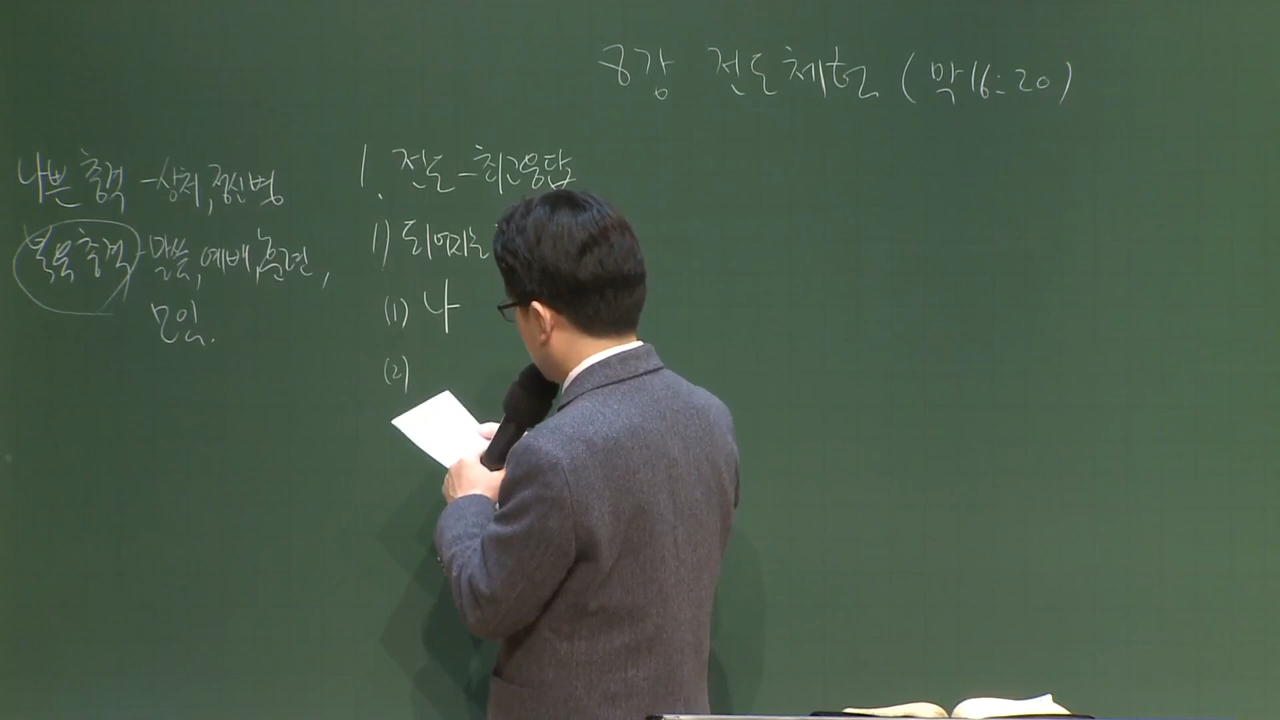 8강 전도체험 (막16:20)
나쁜 충격 - 상처, 정신병
복음 충격 - 말씀, 예배, 훈련,
모임.
1. 전도 - 최고응답
1) 되어지는
(1) 나
(2)